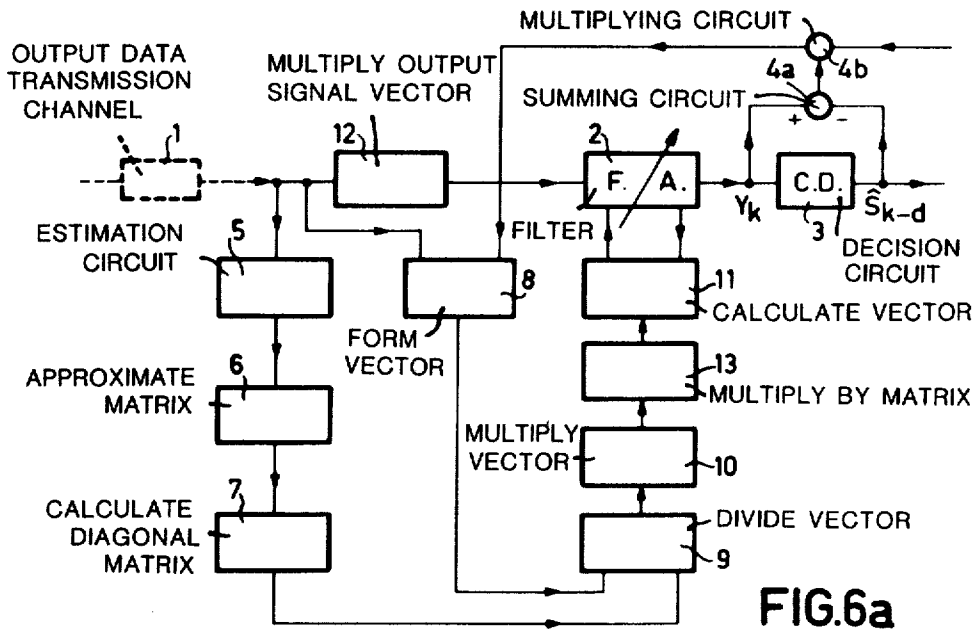 MULTIPLYING CIRCUIT
OUTPUT DATA
TRANSMISSION
CHANNEL
MULTIPLY OUTPUT
SIGNAL VECTOR
4a
4b
SUMMING CIRCUIT
+
-
1
12
2
F. A.
C.D.
Yk
3
Ŝk-d
FILTER
DECISION
CIRCUIT
ESTIMATION
CIRCUIT
5
8
FORM
VECTOR
11
CALCULATE VECTOR
APPROXIMATE
MATRIX
6
13
MULTIPLY BY MATRIX
MULTIPLY
VECTOR
10
CALCULATE
DIAGONAL
MATRIX
7
DIVIDE VECTOR
9
FIG.6a